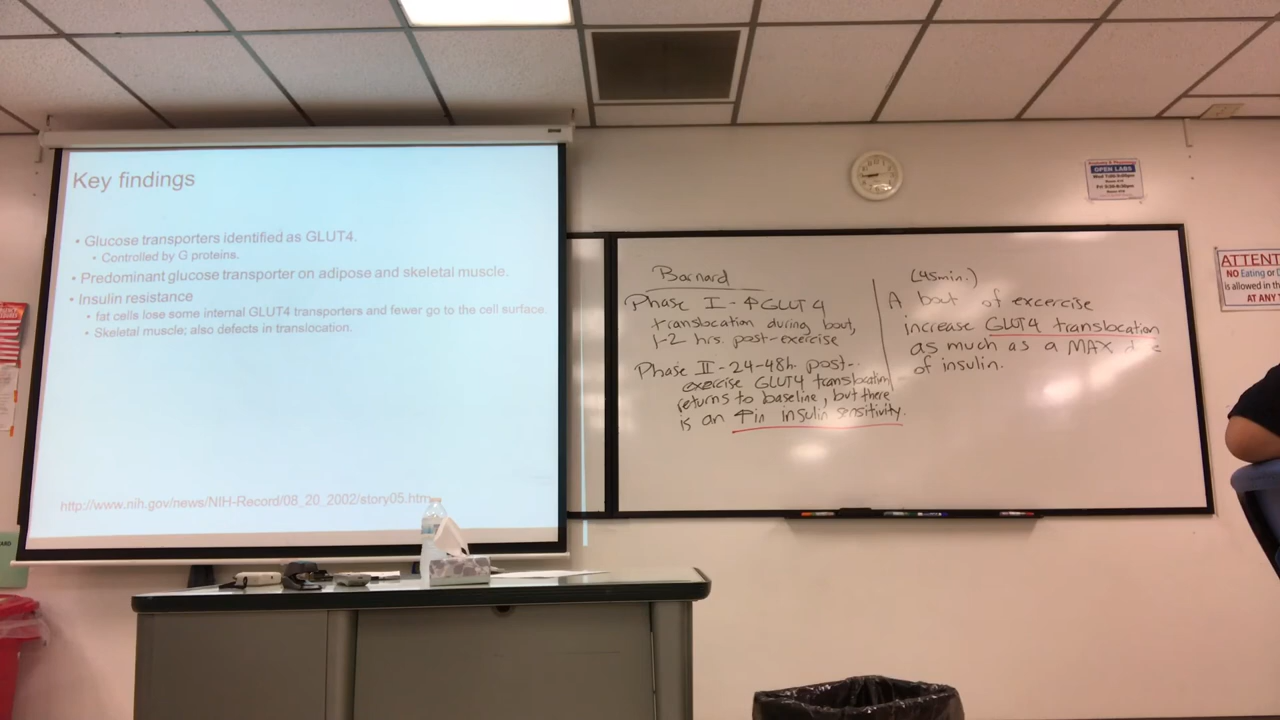 Key findings
• Glucose transporters identified as GLUT4.
• Controlled by G proteins.
• Predominant glucose transporter on adipose and skeletal muscle.
• Insulin resistance
• fat cells lose some internal GLUT4 transporters and fewer go to the cell surface.
• Skeletal muscle; also defects in translocation.
http://www.nih.gov/news/NIH-Record/08_20_2002/story05.htm
Barnard
Phase I - ↑GLUT4
translocation during bout,
1-2 hrs. post-exercise
Phase II - 24-48h. post-
exercise GLUT4 translocation
returns to baseline, but there
is an ↑in insulin sensitivity.
(45min.)
A bout of excercise
increase GLUT4 translocation
as much as a MAX
of insulin.
OPEN LABS
ATTENT
NO Eating or D
is allowed in th
AT ANY